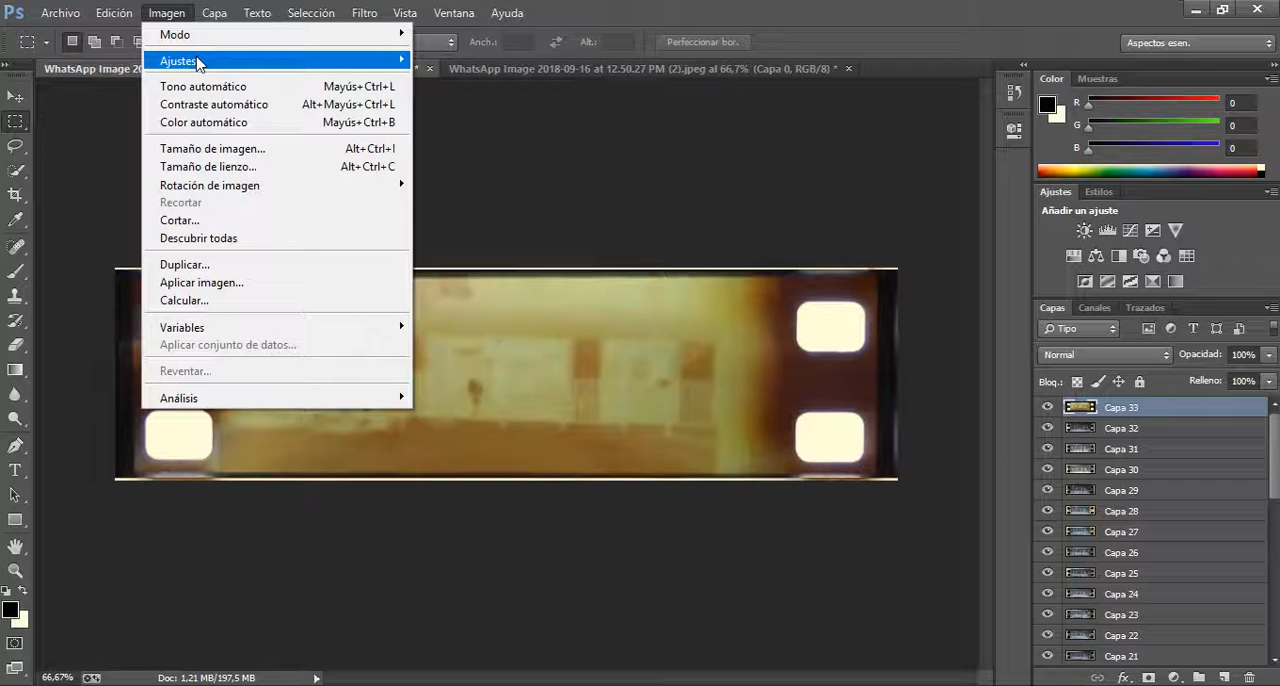 Ps Archivo Edición Imagen Capa Texto Selección Filtro Vista Ventana Ayuda
Anch.: Alt.: Perfeccionar bor. Aspectos esen.
WhatsApp Image 20 × WhatsApp Image 2018-09-16 at 12.50.27 PM (2).jpeg al 66,7% (Capa 0, RGB/8) * ×
Modo
Ajustes
Tono automático Mayús+Ctrl+L
Contraste automático Alt+Mayús+Ctrl+L
Color automático Mayús+Ctrl+B
Tamaño de imagen... Alt+Ctrl+I
Tamaño de lienzo... Alt+Ctrl+C
Rotación de imagen
Recortar
Cortar...
Descubrir todas
Duplicar...
Aplicar imagen...
Calcular...
Variables
Aplicar conjunto de datos...
Reventar...
Análisis
Color Muestras
R 0
G 0
B 0
Ajustes Estilos
Añadir un ajuste
Capas Canales Trazados
Tipo
Normal Opacidad: 100%
Bloq.: Relleno: 100%
Capa 33
Capa 32
Capa 31
Capa 30
Capa 29
Capa 28
Capa 27
Capa 26
Capa 25
Capa 24
Capa 23
Capa 22
Capa 21
66,67% Doc: 1,21 MB/197,5 MB